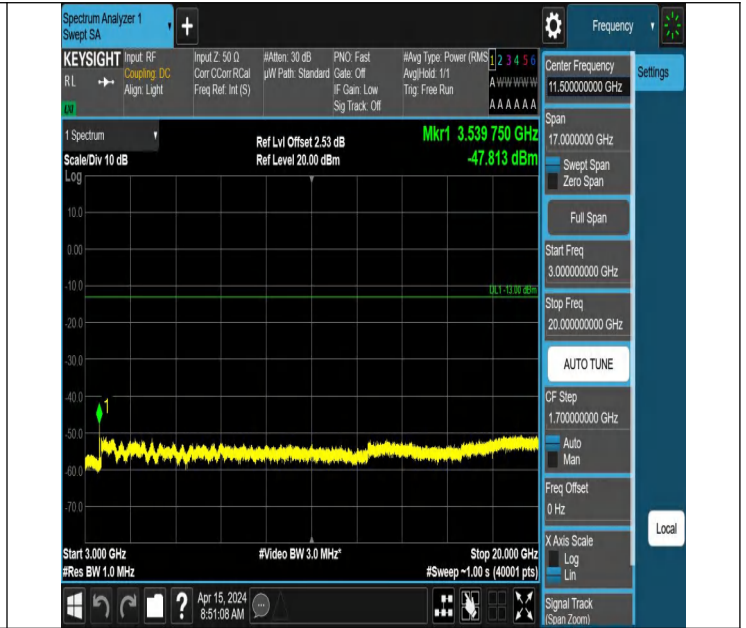 Spectrum Analyzer 1
Swept SA
Frequency
KEYSIGHT
RL
Input: RF
Coupling: DC
Align: Light
Input Z: 50 Ω
Corr CCorr RCal
Freq Ref: Int (S)
#Atten: 30 dB
µW Path: Standard
PNO: Fast
Gate: Off
IF Gain: Low
Sig Track: Off
#Avg Type: Power (RMS
Avg|Hold: 1/1
Trig: Free Run
1 2 3 4 5 6
A W W W W W
A A A A A A
1 Spectrum
Scale/Div 10 dB
Log
Ref Lvl Offset 2.53 dB
Ref Level 20.00 dBm
Mkr1 3.539 750 GHz
-47.813 dBm
10.0
0.00
-10.0
-20.0
-30.0
-40.0
-50.0
-60.0
-70.0
DL1 -13.00 dBm
1
Start 3.000 GHz
#Res BW 1.0 MHz
#Video BW 3.0 MHz*
Stop 20.000 GHz
#Sweep ~1.00 s (40001 pts)
Center Frequency
11.500000000 GHz
Span
17.0000000 GHz
Swept Span
Zero Span
Full Span
Start Freq
3.000000000 GHz
Stop Freq
20.000000000 GHz
AUTO TUNE
CF Step
1.700000000 GHz
Auto
Man
Freq Offset
0 Hz
X Axis Scale
Log
Lin
Signal Track
(Span Zoom)
Settings
Local
?
Apr 15, 2024
8:51:08 AM